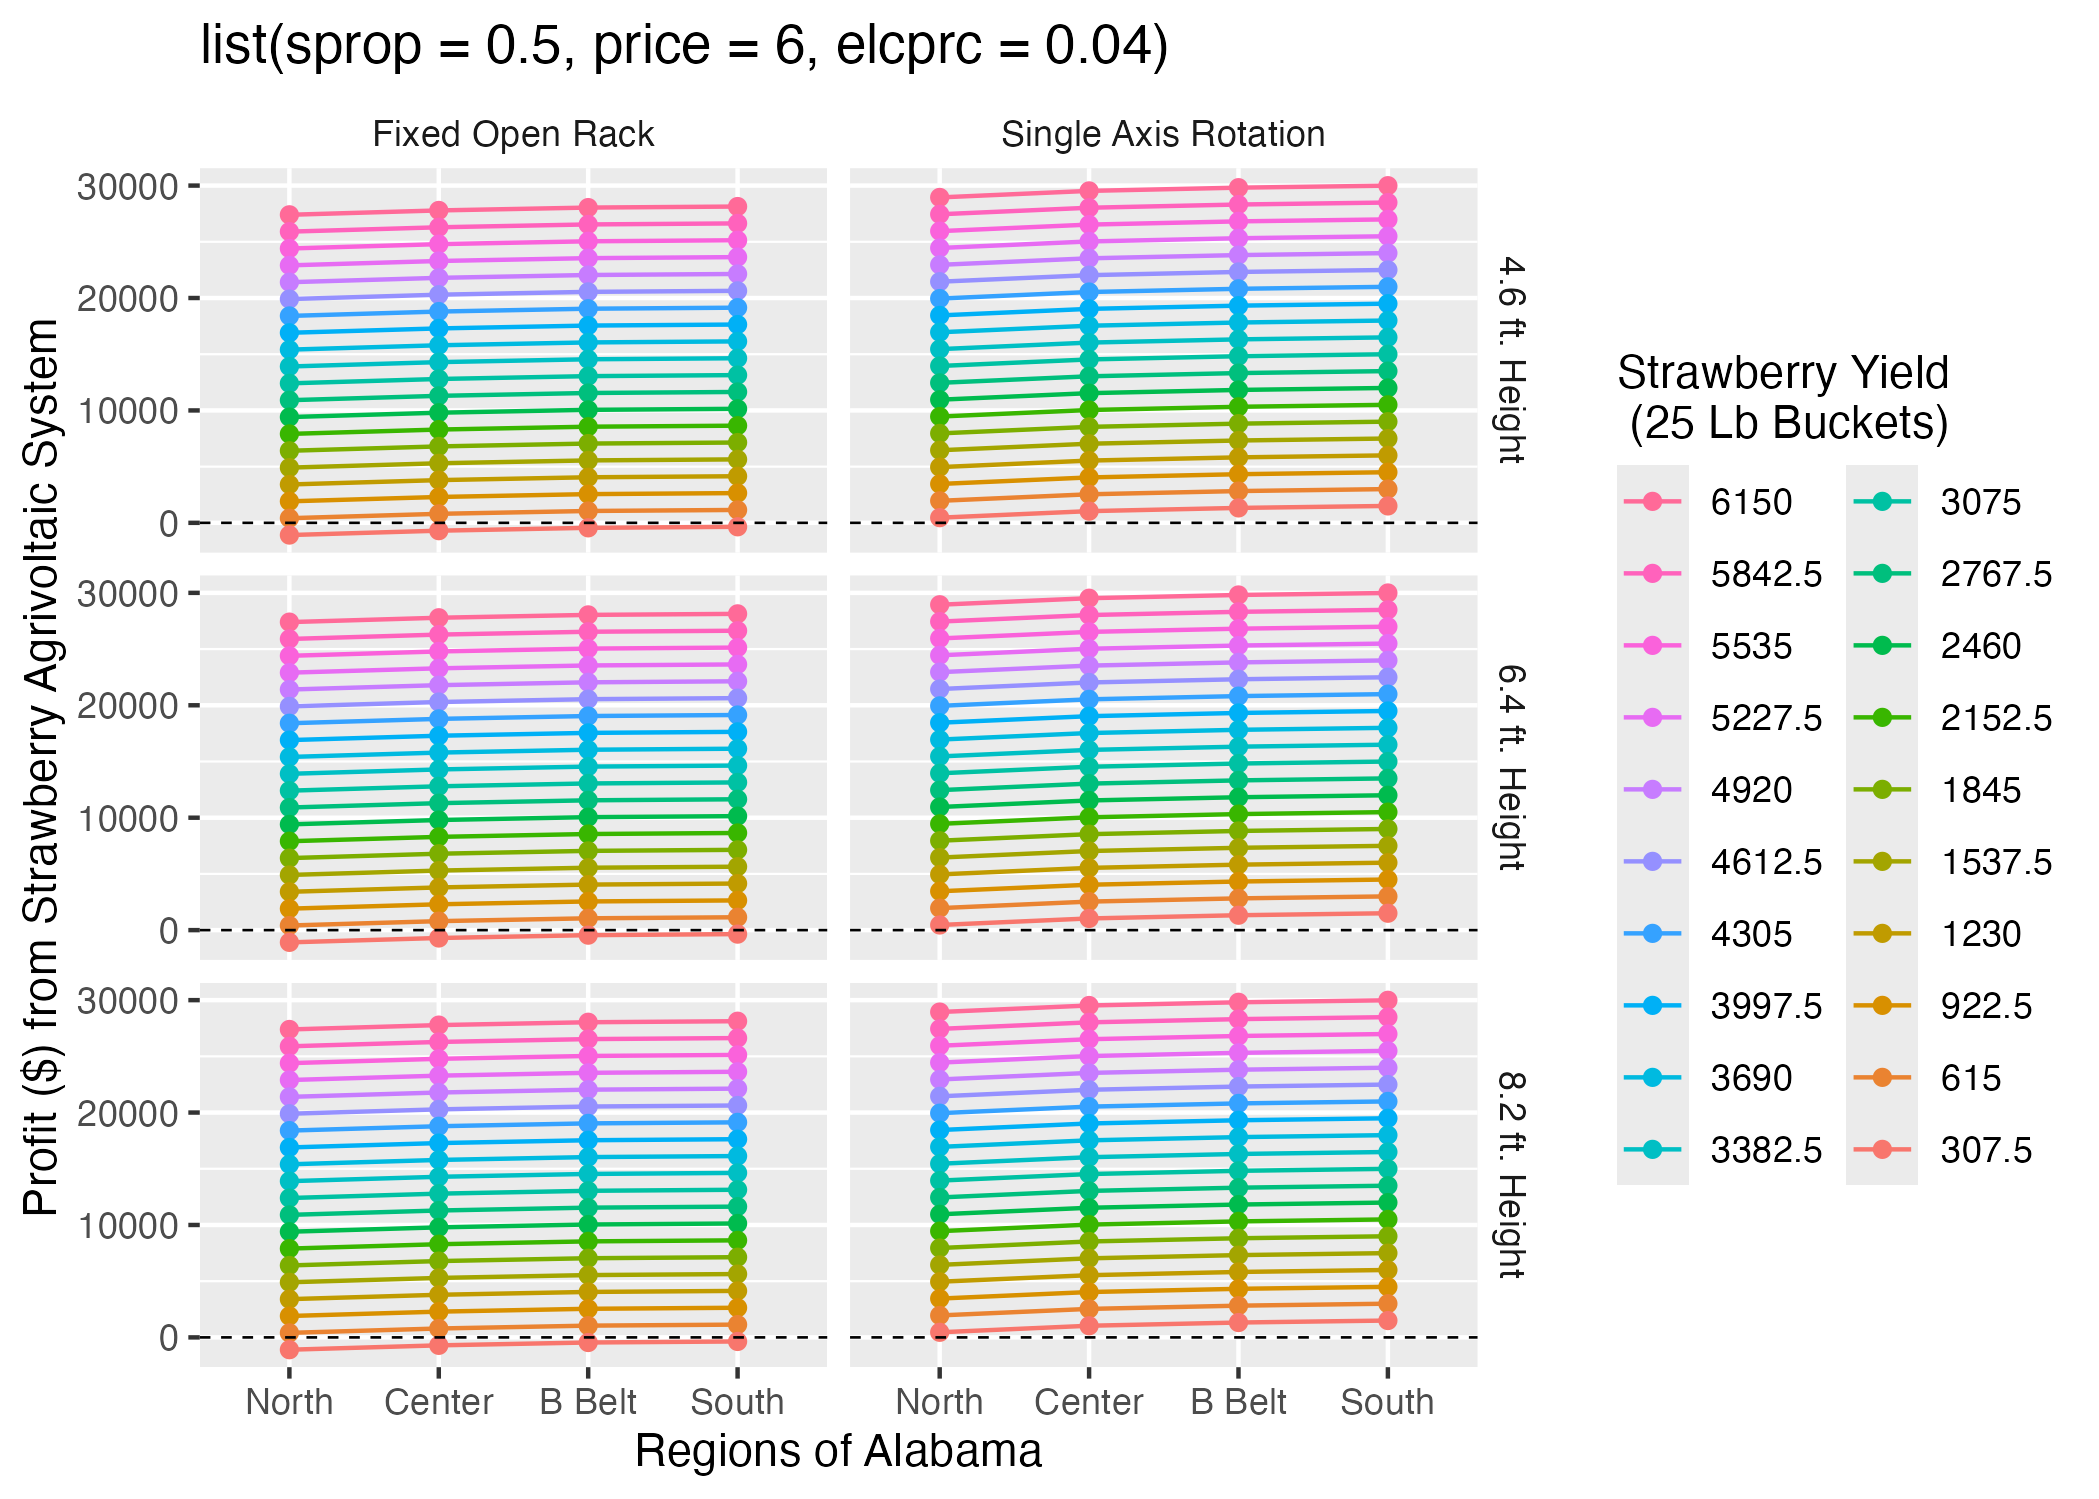 list(sprop = 0.5, price = 6, elcprc = 0.04)
Fixed Open Rack
Single Axis Rotation
Profit ($) from Strawberry Agrivoltaic System
30000
20000
10000
0
4.6 ft. Height
30000
20000
10000
0
6.4 ft. Height
30000
20000
10000
0
8.2 ft. Height
North Center B Belt South
North Center B Belt South
Regions of Alabama
Strawberry Yield
(25 Lb Buckets)
6150
5842.5
5535
5227.5
4920
4612.5
4305
3997.5
3690
3382.5
3075
2767.5
2460
2152.5
1845
1537.5
1230
922.5
615
307.5